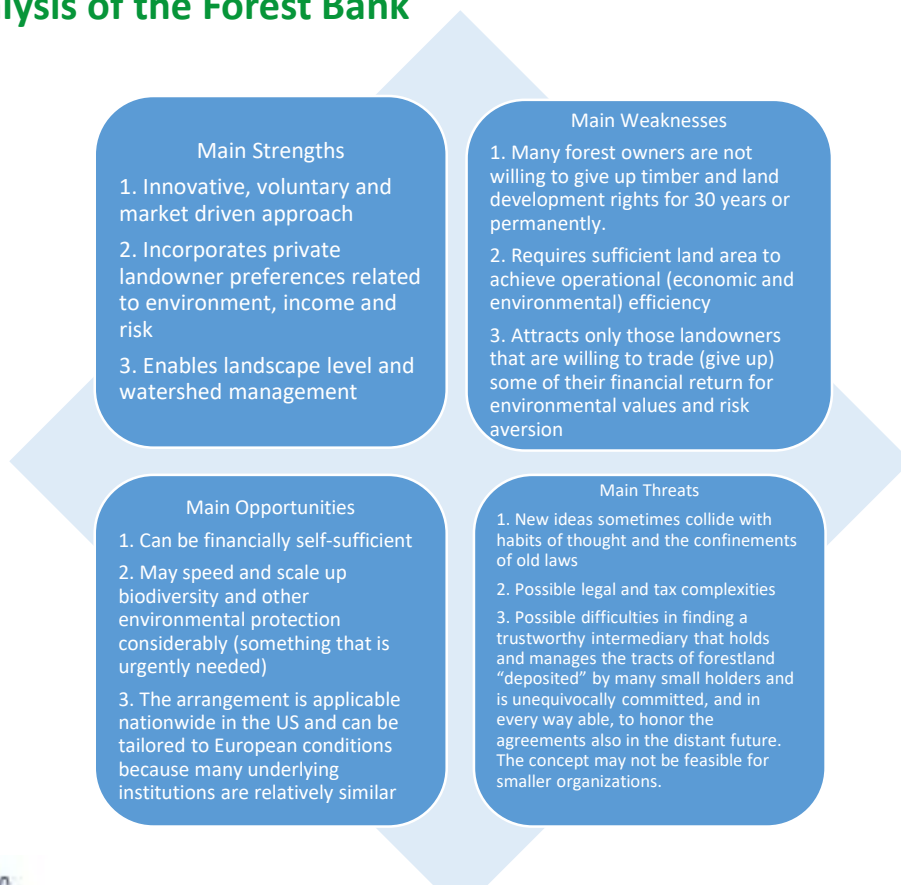 lysis of the Forest Bank
Main Strengths
1. Innovative, voluntary and
market driven approach
2. Incorporates private
landowner preferences related
to environment, income and
risk
3. Enables landscape level and
watershed management
Main Weaknesses
1. Many forest owners are not
willing to give up timber and land
development rights for 30 years or
permanently.
2. Requires sufficient land area to
achieve operational (economic and
environmental) efficiency
3. Attracts only those landowners
that are willing to trade (give up)
some of their financial return for
environmental values and risk
aversion
Main Opportunities
1. Can be financially self-sufficient
2. May speed and scale up
biodiversity and other
environmental protection
considerably (something that is
urgently needed)
3. The arrangement is applicable
nationwide in the US and can be
tailored to European conditions
because many underlying
institutions are relatively similar
Main Threats
1. New ideas sometimes collide with
habits of thought and the confinements
of old laws
2. Possible legal and tax complexities
3. Possible difficulties in finding a
trustworthy intermediary that holds
and manages the tracts of forestland
“deposited” by many small holders and
is unequivocally committed, and in
every way able, to honor the
agreements also in the distant future.
The concept may not be feasible for
smaller organizations.